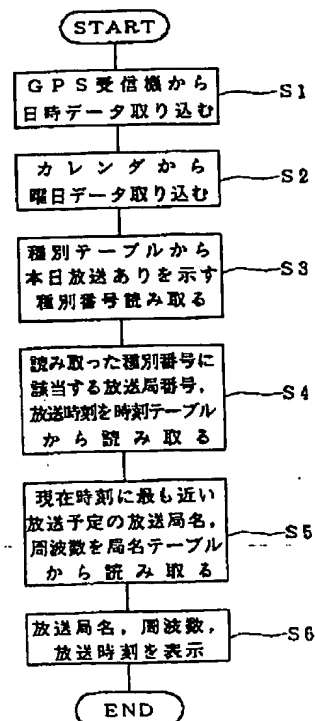 START
GPS受信機から
日時データ取り込む
S1
カレンダから
曜日データ取り込む
S2
種別テーブルから
本日放送ありを示す
種別番号読み取る
S3
読み取った種別番号に
該当する放送局番号,
放送時刻を時刻テーブル
から読み取る
S4
現在時刻に最も近い
放送予定の放送局名,
周波数を局名テーブル
から読み取る
S5
放送局名,周波数,
放送時刻を表示
S6
END